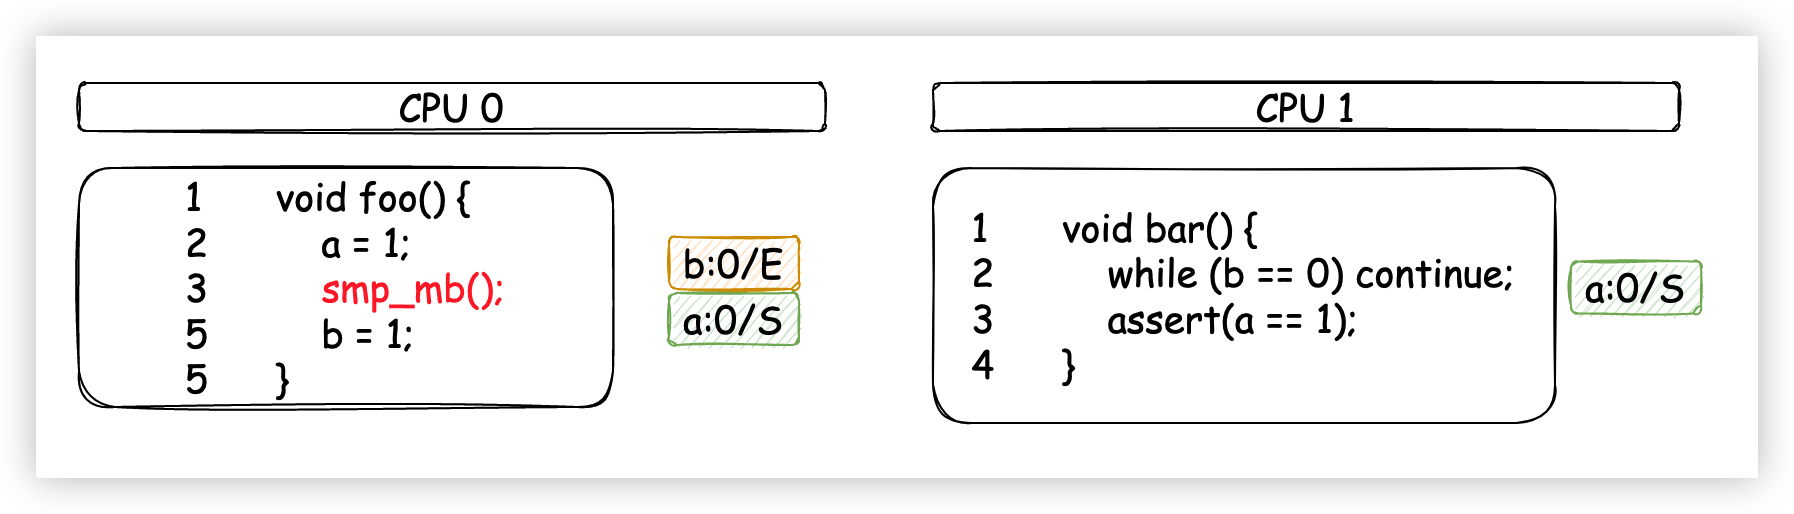 CPU 0
1 void foo() {
2 a = 1;
3 smp_mb();
5 b = 1;
5 }
b:0/E
a:0/S
CPU 1
1 void bar() {
2 while (b == 0) continue;
3 assert(a == 1);
4 }
a:0/S